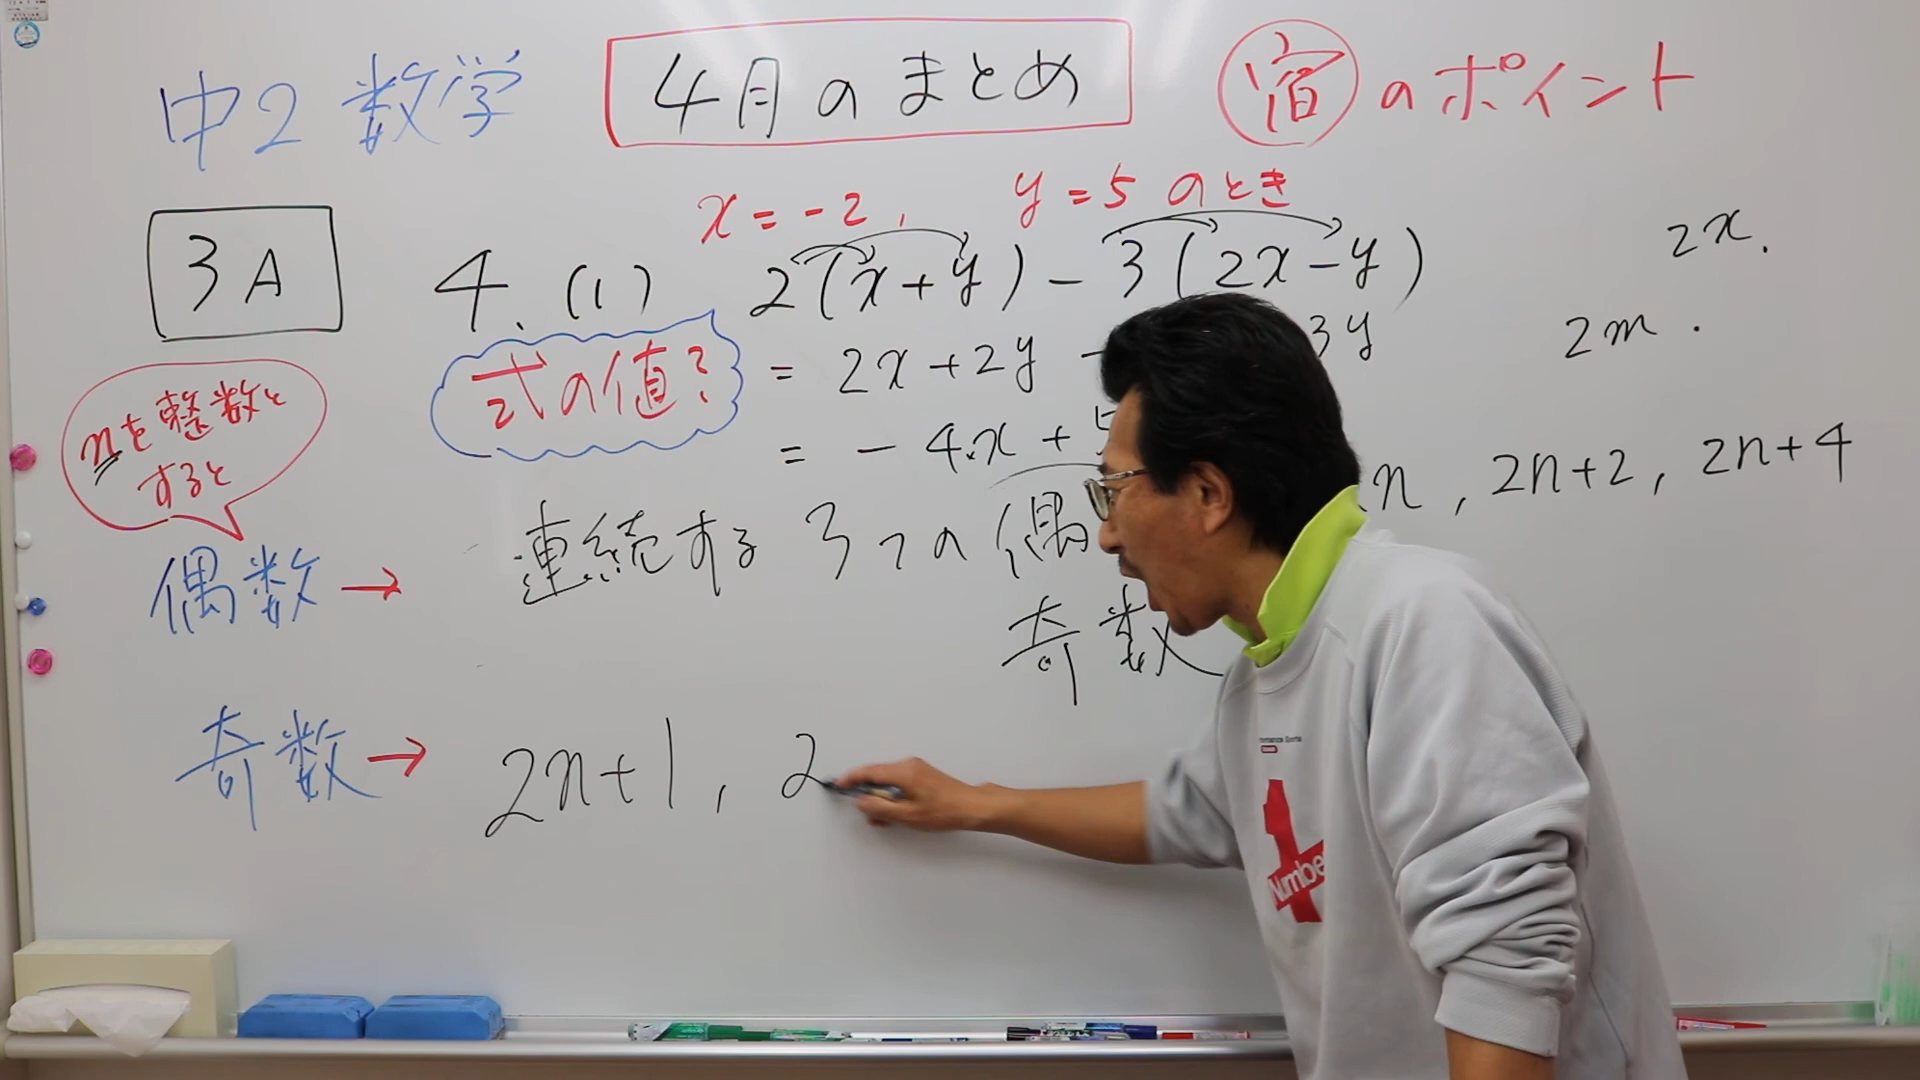 中2 数学
4月のまとめ
宿のポイント
x=-2, y=5 のとき
3A
4.(1) 2(x+y)-3(2x-y)
= 2x+2y - 3y
= -4x+5
式の値?
2x.
2m.
nを整数と
すると
偶数→
連続する3つの偶
n, 2n+2, 2n+4
奇数
奇数→ 2n+1, 2
Number
1